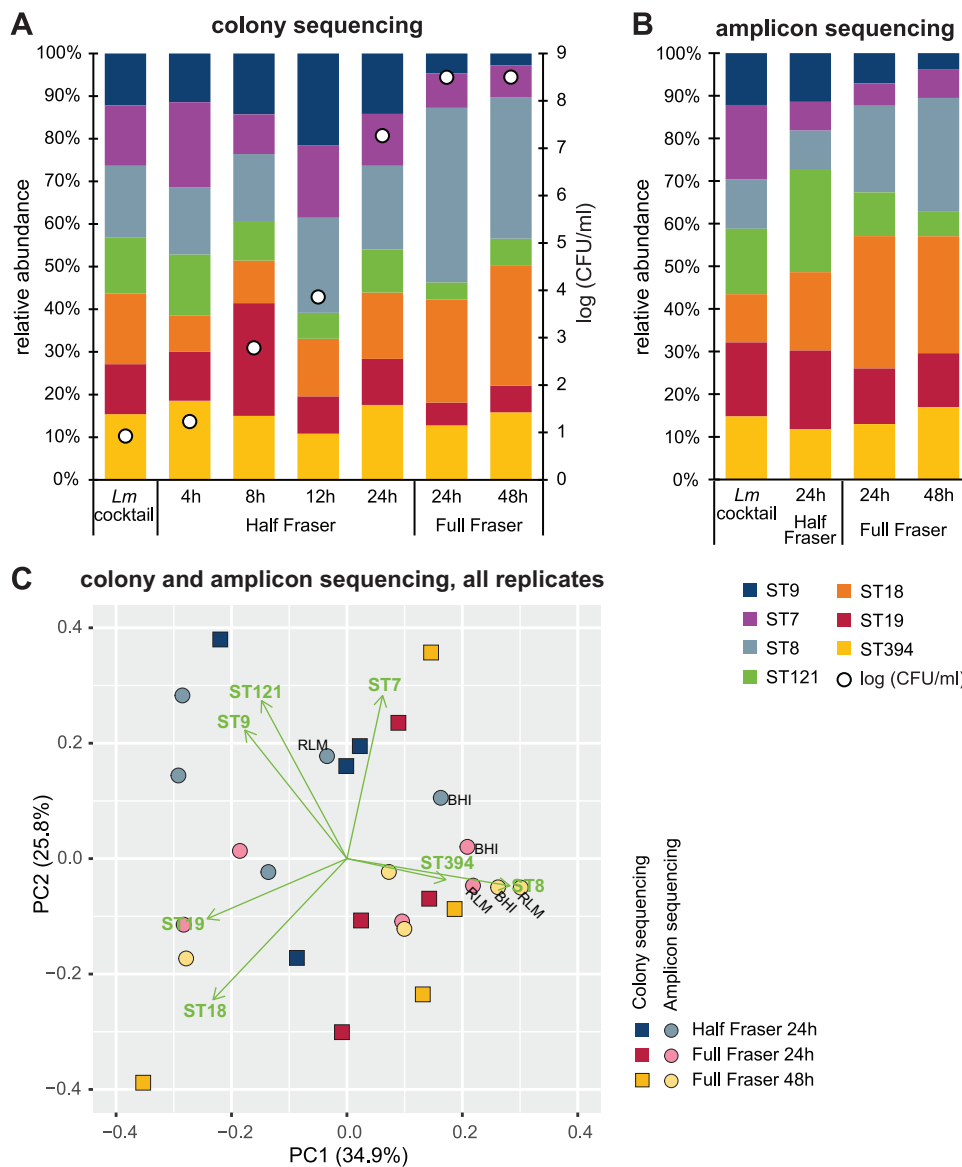 A colony sequencing
100%
90%
80%
70%
60%
50%
40%
30%
20%
10%
0%
relative abundance
9
8
7
6
5
4
3
2
1
0
log (CFU/ml)
Lm cocktail
4h
8h
12h
24h
24h
48h
Half Fraser
Full Fraser
B amplicon sequencing
100%
90%
80%
70%
60%
50%
40%
30%
20%
10%
0%
relative abundance
Lm
cocktail
24h
24h
48h
Half
Fraser
Full Fraser
ST9
ST7
ST8
ST121
ST18
ST19
ST394
log (CFU/ml)
C colony and amplicon sequencing, all replicates
0.4
0.2
0.0
−0.2
−0.4
PC2 (25.8%)
ST121
ST7
ST9
RLM
BHI
BHI
ST394
ST8
RLM
BHI
RLM
ST19
ST18
−0.4
−0.2
0.0
0.2
0.4
PC1 (34.9%)
Colony sequencing
Amplicon sequencing
Half Fraser 24h
Full Fraser 24h
Full Fraser 48h